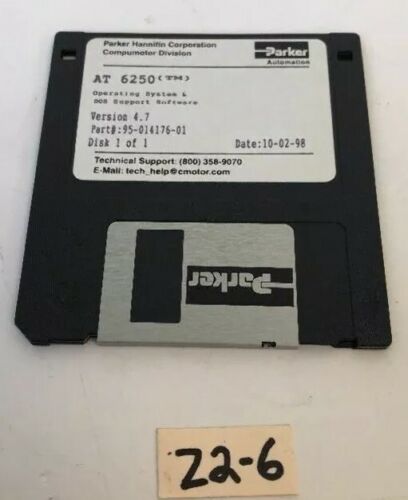 Parker Hannifin Corporation
Compumotor Division
Parker
Automation
AT 6250(TM)
Operating System &
DOS Support Software
Version 4.7
Part#:95-014176-01
Disk 1 of 1
Date:10-02-98
Technical Support: (800) 358-9070
E-Mail: tech_help@cmotor.com
Parker
Z2-6